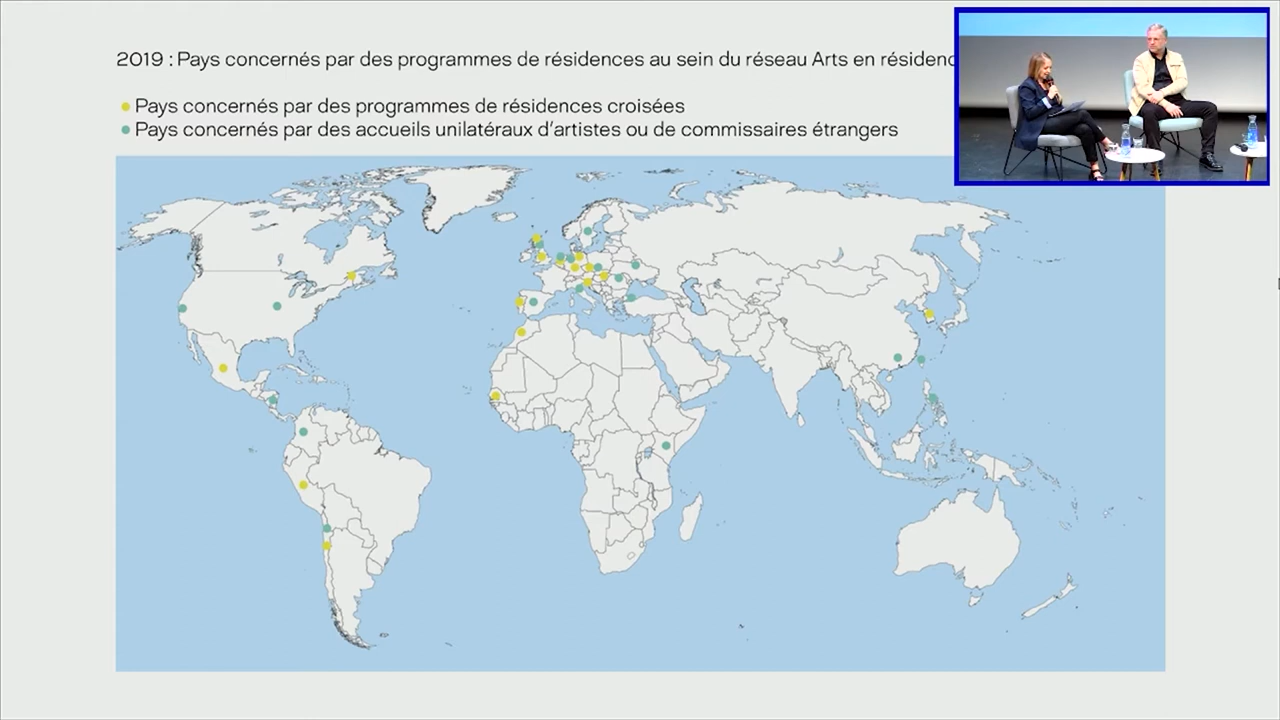 2019 : Pays concernés par des programmes de résidences au sein du réseau Arts en
Pays concernés par des programmes de résidences croisées
Pays concernés par des accueils unilatéraux d'artistes ou de commissaires étrangers